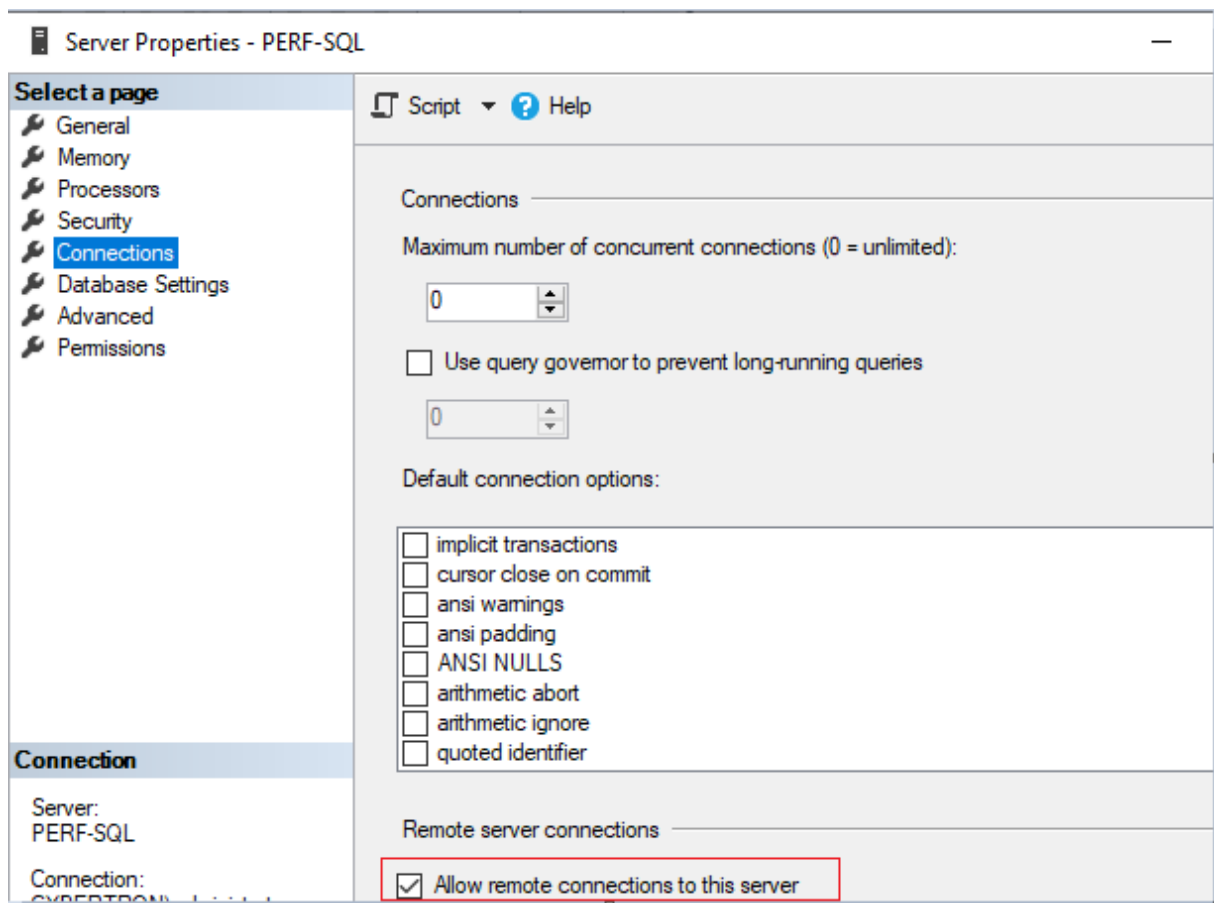 Server Properties - PERF-SQL
Select a page
General
Memory
Processors
Security
Connections
Database Settings
Advanced
Permissions
Connection
Server:
PERF-SQL
Connection:
Script
Help
Connections
Maximum number of concurrent connections (0 = unlimited):
0
Use query governor to prevent long-running queries
0
Default connection options:
implicit transactions
cursor close on commit
ansi warnings
ansi padding
ANSI NULLS
arithmetic abort
arithmetic ignore
quoted identifier
Remote server connections
Allow remote connections to this server